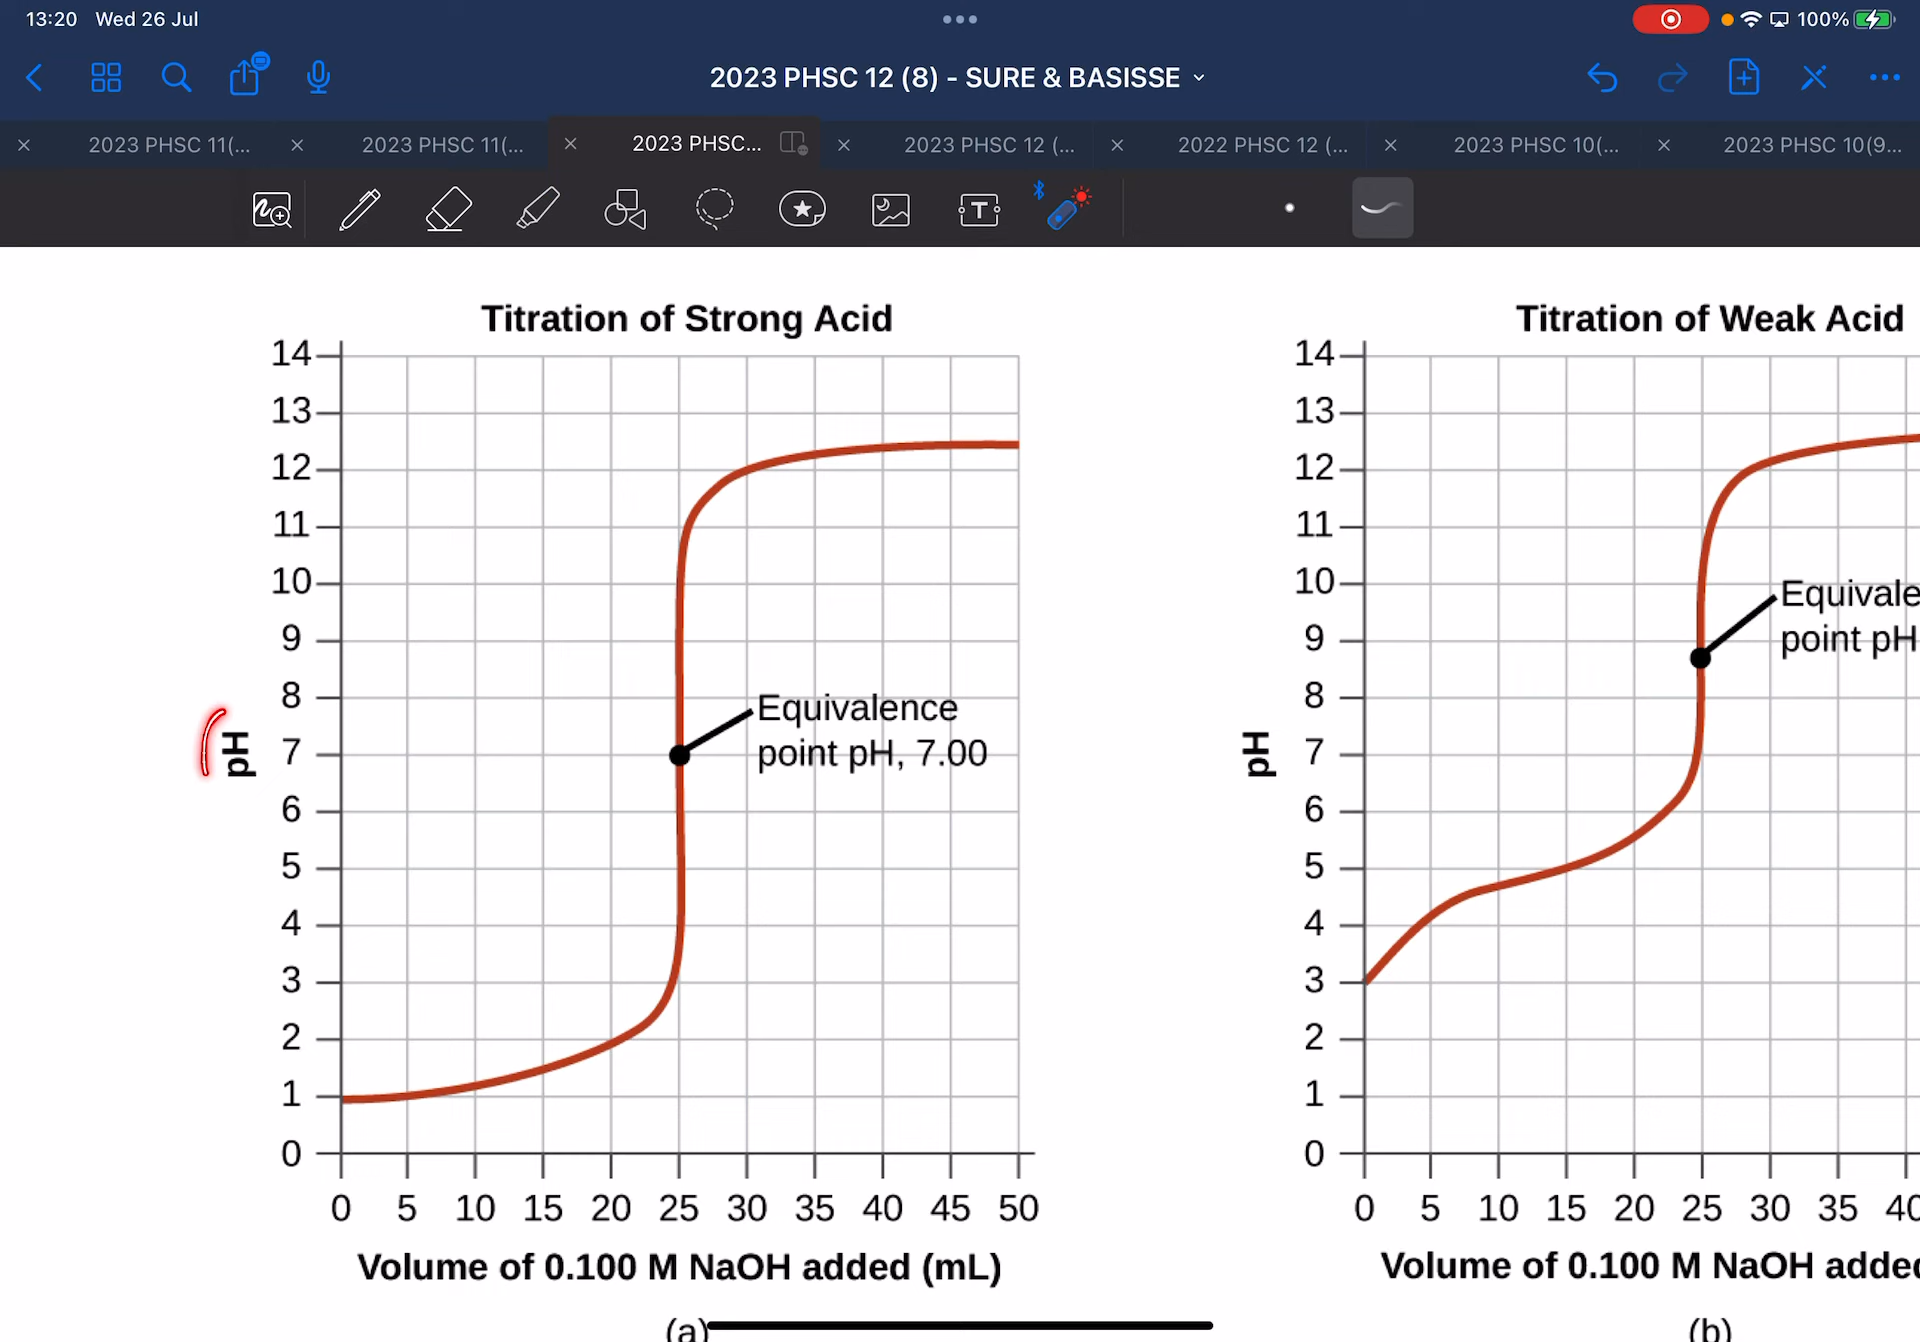 13:20 Wed 26 Jul
100%
2023 PHSC 12 (8) - SURE & BASISSE
2023 PHSC 11(...
2023 PHSC 11(...
2023 PHSC...
2023 PHSC 12 (...
2022 PHSC 12 (...
2023 PHSC 10(...
2023 PHSC 10(9...
T
Titration of Strong Acid
14
13
12
11
10
9
8
7
6
5
4
3
2
1
0
pH
Equivalence
point pH, 7.00
0 5 10 15 20 25 30 35 40 45 50
Volume of 0.100 M NaOH added (mL)
(a)
Titration of Weak Acid
14
13
12
11
10
9
8
7
6
5
4
3
2
1
0
pH
Equivale
point pH
0 5 10 15 20 25 30 35 40
Volume of 0.100 M NaOH added
(b)